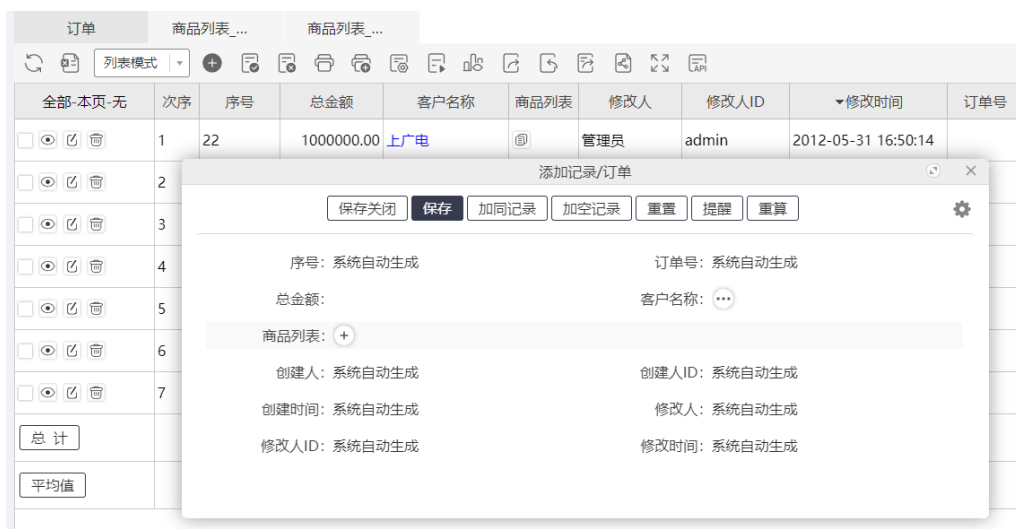 订单 商品列表_... 商品列表_...
列表模式 API
全部-本页-无 次序 序号 总金额 客户名称 商品列表 修改人 修改人ID 修改时间 订单号
1 22 1000000.00 上广电 管理员 admin 2012-05-31 16:50:14
添加记录/订单
2
保存关闭 保存 加同记录 加空记录 重置 提醒 重算
3
序号：系统自动生成 订单号：系统自动生成
4
总金额： 客户名称：
5
商品列表：
6
创建人：系统自动生成 创建人ID：系统自动生成
7
创建时间：系统自动生成 修改人：系统自动生成
总 计
修改人ID：系统自动生成 修改时间：系统自动生成
平均值